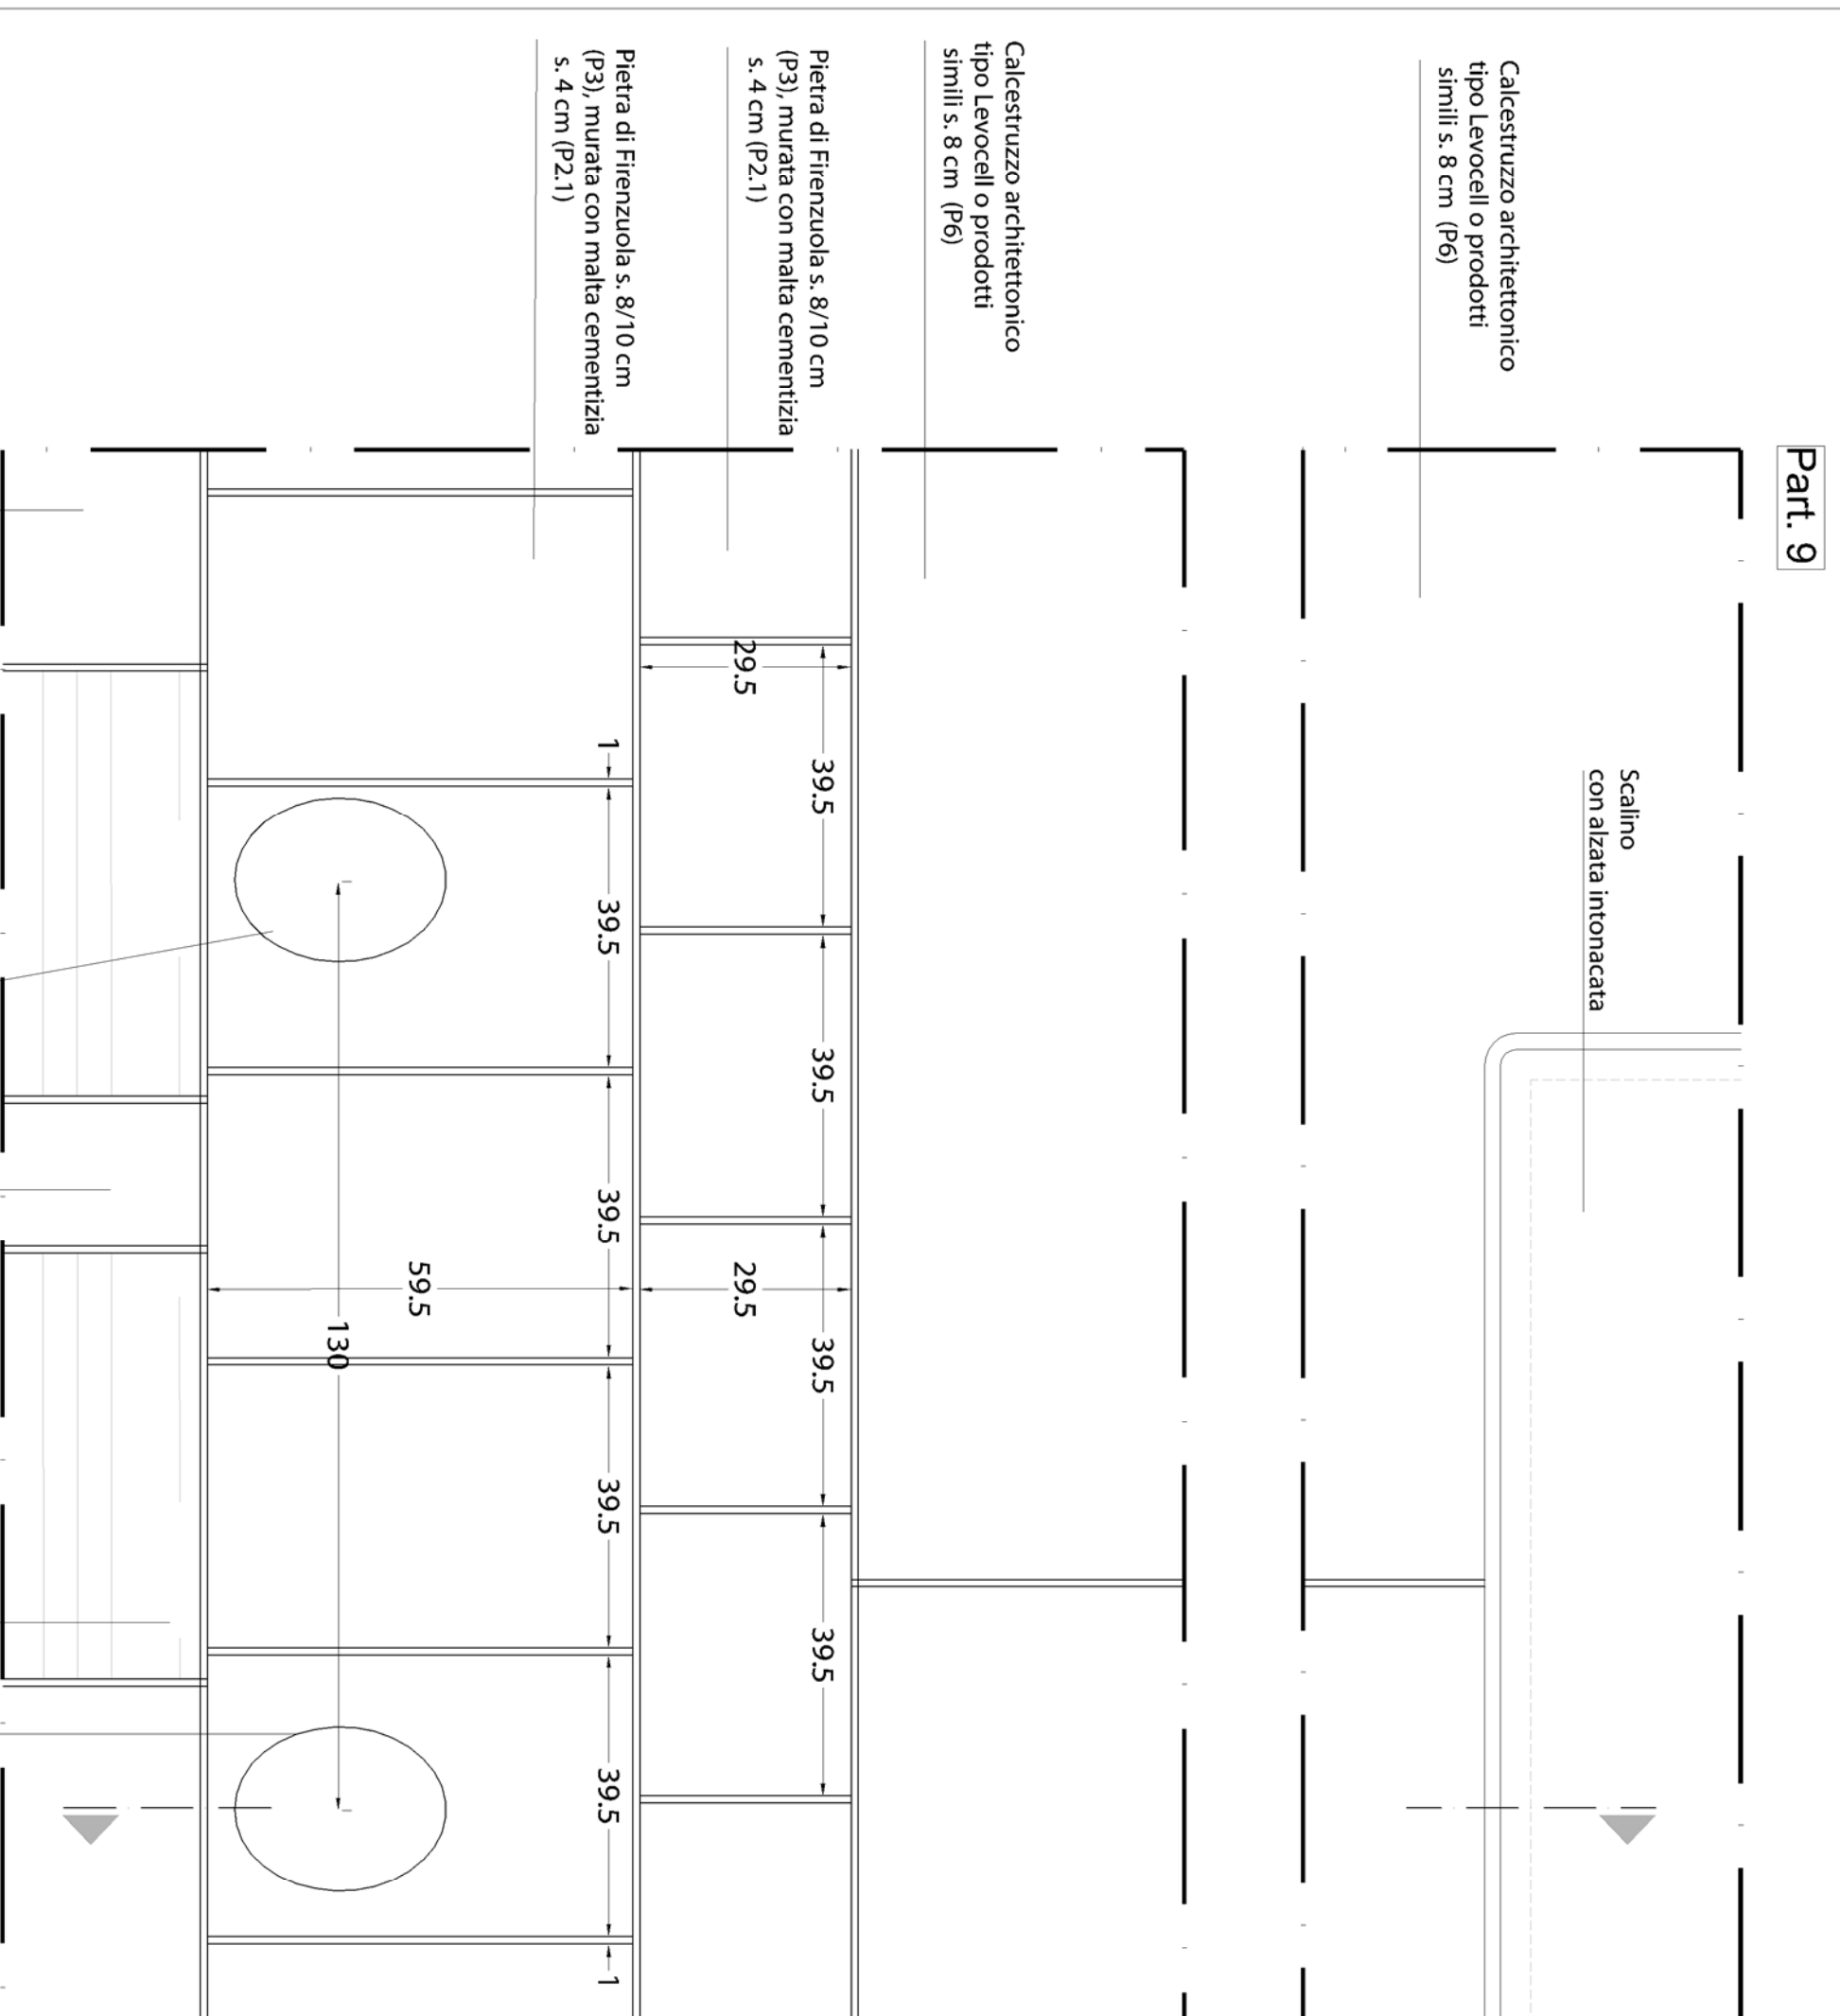 Part. 9
Calcestruzzo architettonico
tipo Levocell o prodotti
simili s. 8 cm (P6)
Scalino
con alzata intonacata
Calcestruzzo architettonico
tipo Levocell o prodotti
simili s. 8 cm (P6)
Pietra di Firenzuola s. 8/10 cm
(P3), murata con malta cementizia
s. 4 cm (P2.1)
Pietra di Firenzuola s. 8/10 cm
(P3), murata con malta cementizia
s. 4 cm (P2.1)
39.5
39.5
39.5
39.5
29.5
29.5
1
39.5
39.5
39.5
39.5
1
59.5
130